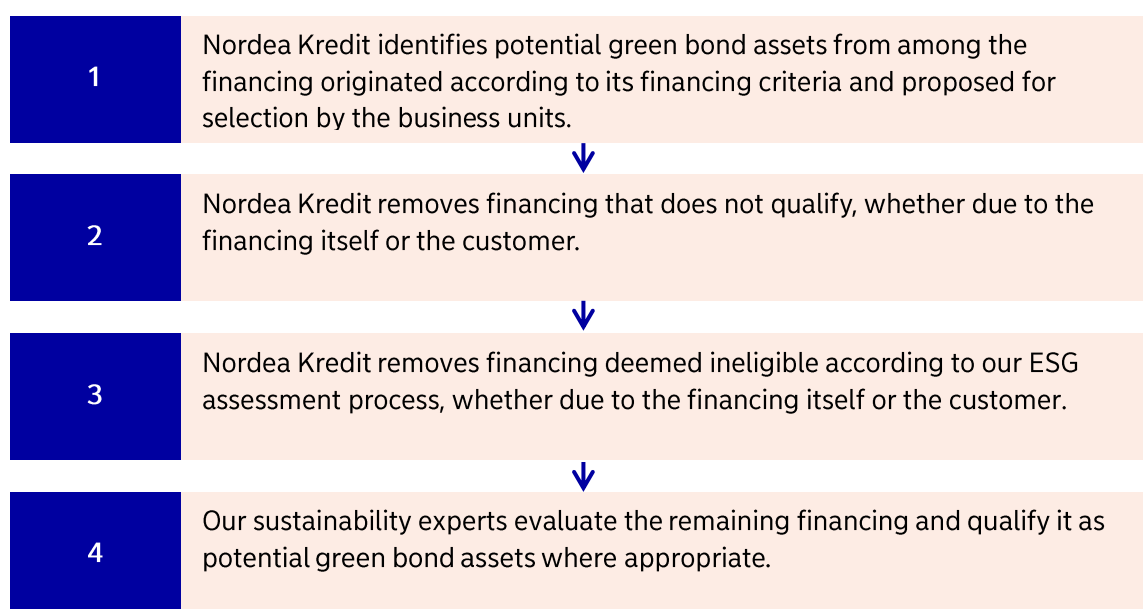 1
Nordea Kredit identifies potential green bond assets from among the
financing originated according to its financing criteria and proposed for
selection by the business units.
2
Nordea Kredit removes financing that does not qualify, whether due to the
financing itself or the customer.
3
Nordea Kredit removes financing deemed ineligible according to our ESG
assessment process, whether due to the financing itself or the customer.
4
Our sustainability experts evaluate the remaining financing and qualify it as
potential green bond assets where appropriate.